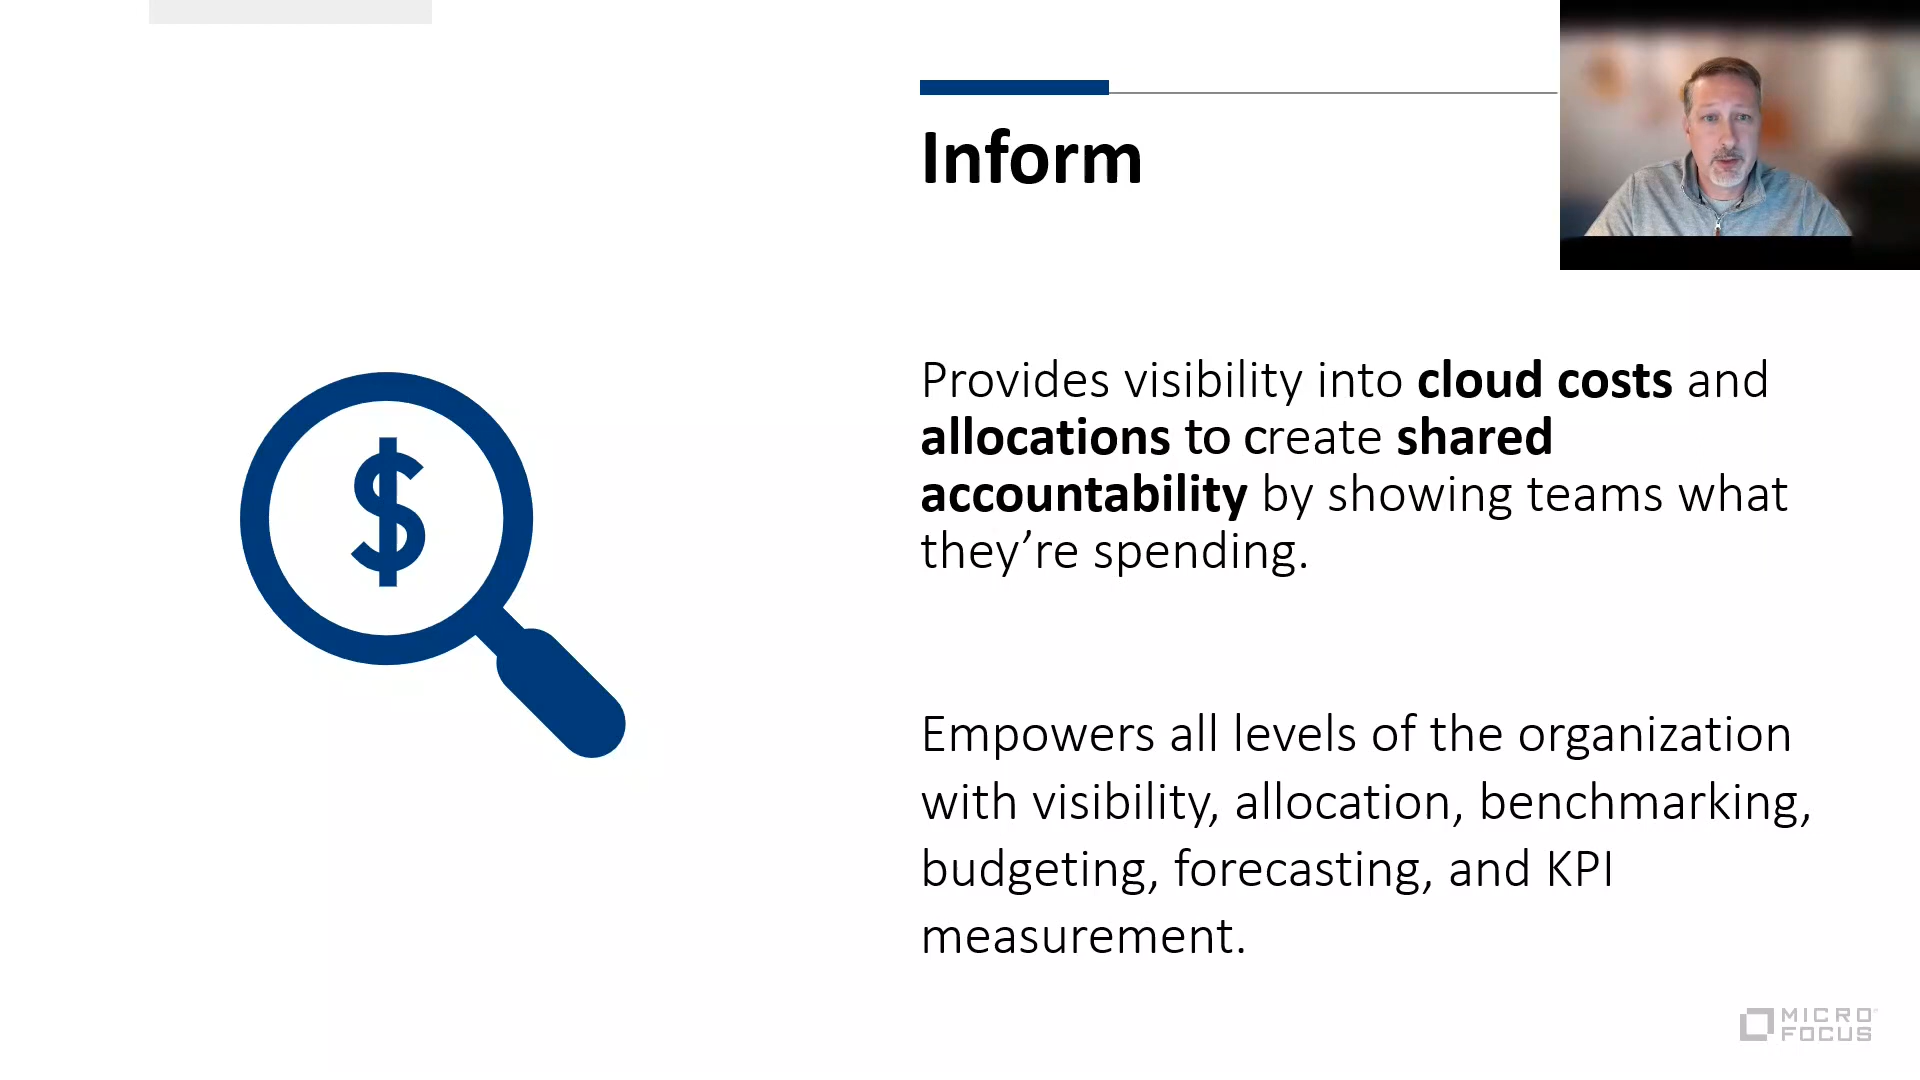 Inform
Provides visibility into cloud costs and
allocations to create shared
accountability by showing teams what
they’re spending.
$
Empowers all levels of the organization
with visibility, allocation, benchmarking,
budgeting, forecasting, and KPI
measurement.
MICRO
FOCUS